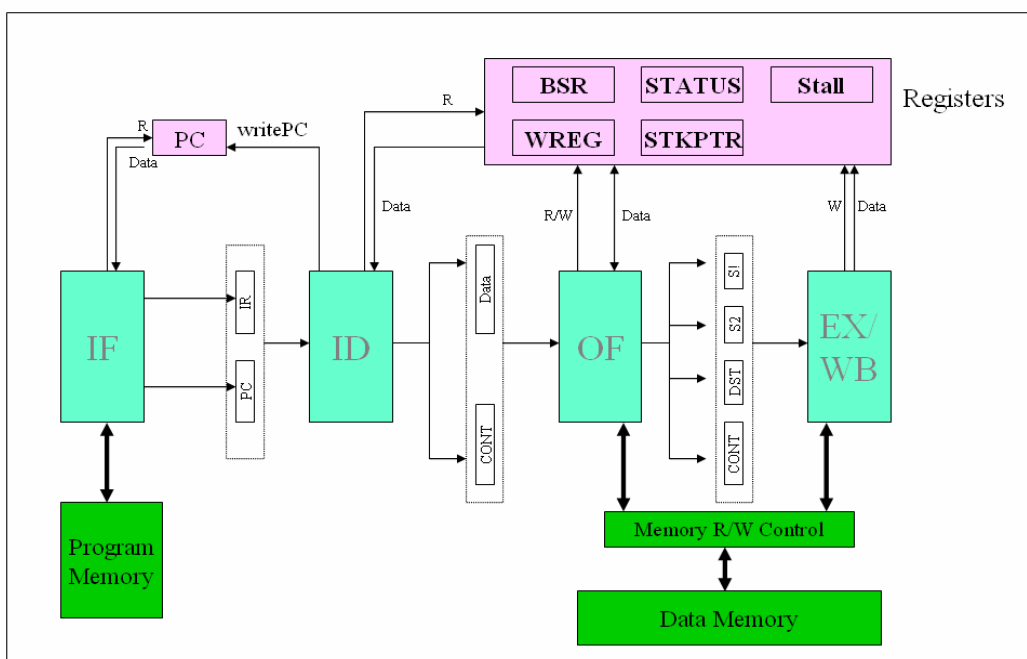 BSR
STATUS
Stall
Registers
WREG
STKPTR
R
R
PC
writePC
Data
Data
R/W
Data
W
Data
IF
IR
PC
ID
Data
CONT
OF
S!
S2
DST
CONT
EX/
WB
Program
Memory
Memory R/W Control
Data Memory